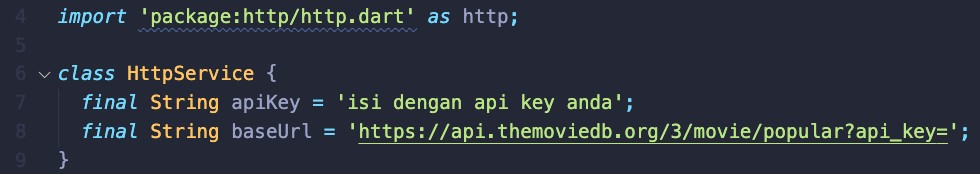 4 import 'package:http/http.dart' as http;
5
6 class HttpService {
7 final String apiKey = 'isi dengan api key anda';
8 final String baseUrl = 'https://api.themoviedb.org/3/movie/popular?api_key=';
9 }